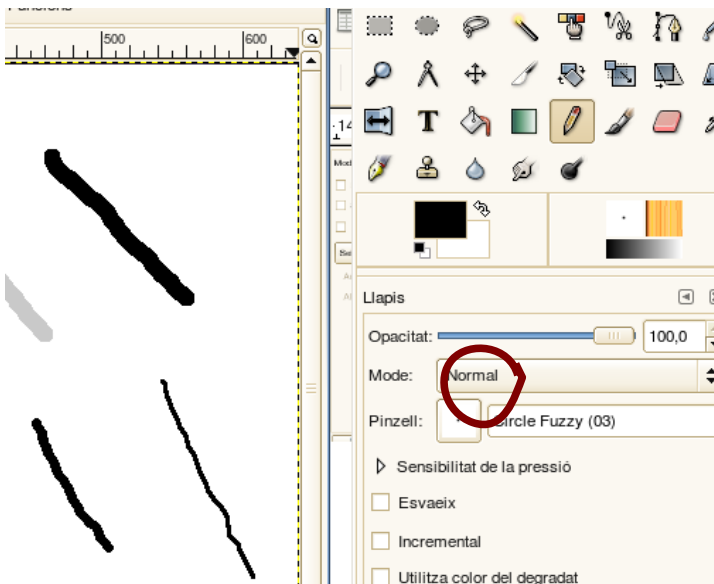 500
600
Llapis
Opacitat:
100,0
Mode:
Normal
Pinzell:
Circle Fuzzy (03)
Sensibilitat de la pressió
Esvaeix
Incremental
Utilitza color del degradat